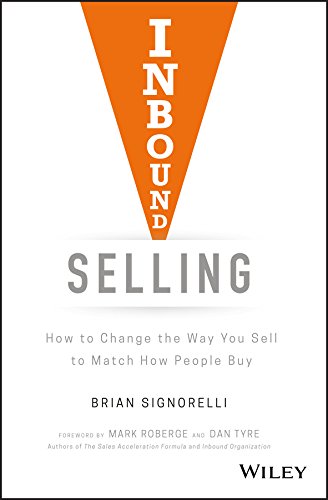 INBOUND
SELLING
How to Change the Way You Sell
to Match How People Buy
BRIAN SIGNORELLI
FOREWORD BY MARK ROBERGE AND DAN TYRE
Authors of The Sales Acceleration Formula and Inbound Organization
WILEY